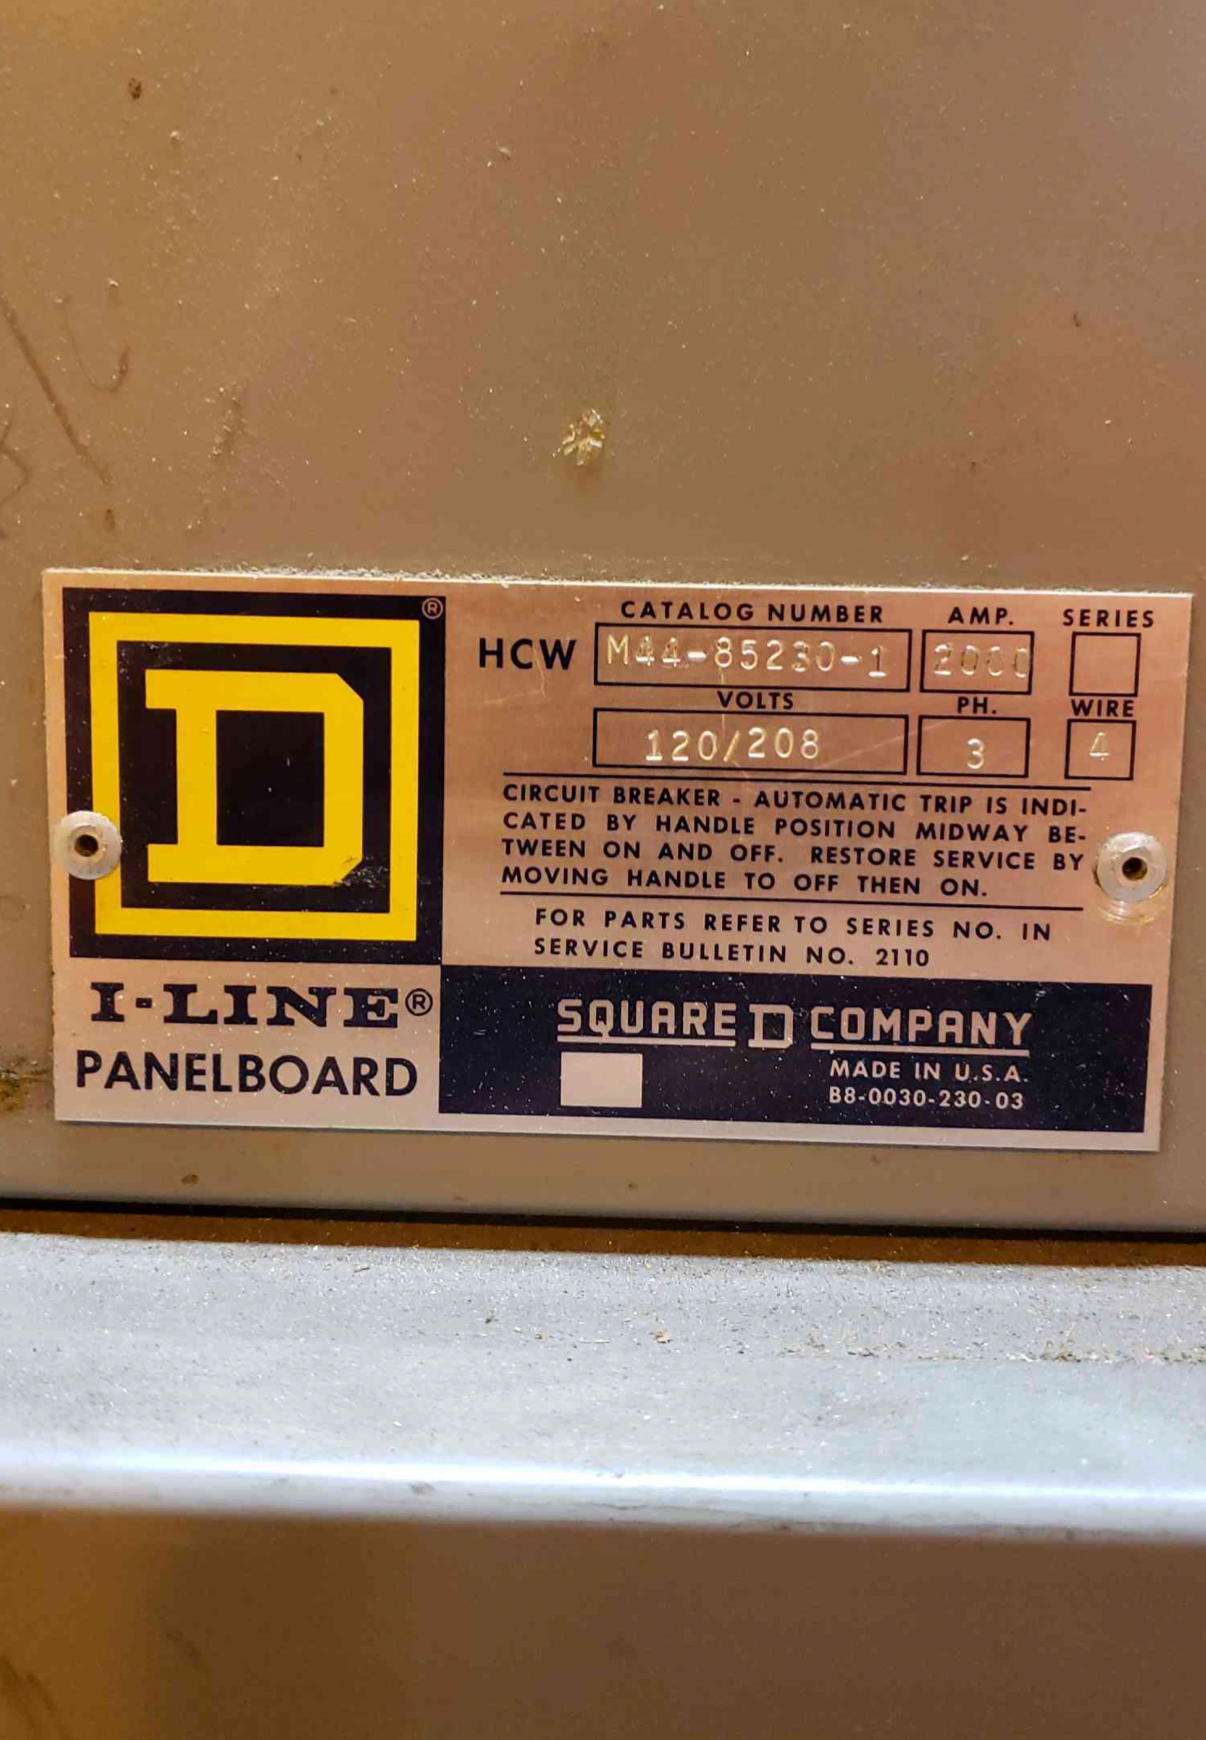 ®
CATALOG NUMBER AMP. SERIES
HCW M44-85230-1 2000
VOLTS PH. WIRE
120/208 3 4
CIRCUIT BREAKER - AUTOMATIC TRIP IS INDI-
CATED BY HANDLE POSITION MIDWAY BE-
TWEEN ON AND OFF. RESTORE SERVICE BY
MOVING HANDLE TO OFF THEN ON.
FOR PARTS REFER TO SERIES NO. IN
SERVICE BULLETIN NO. 2110
D
I-LINE®
PANELBOARD
SQUARE D COMPANY
MADE IN U.S.A.
B8-0030-230-03